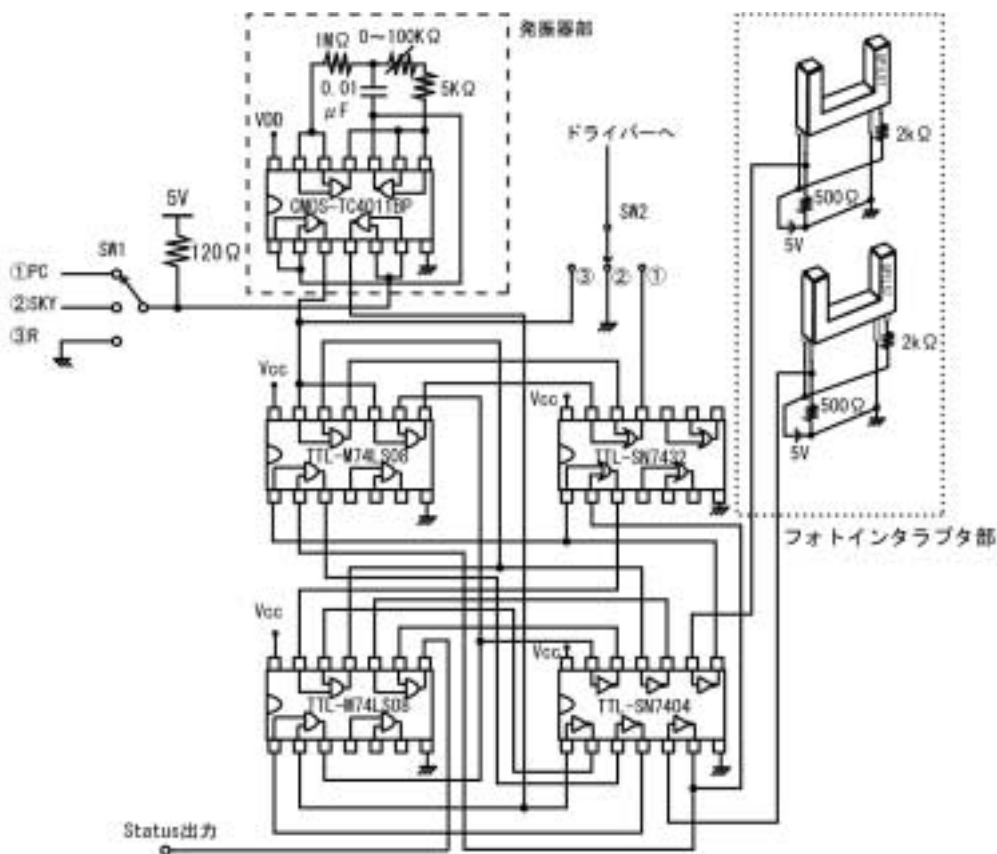 発振器部
1MΩ
0～100KΩ
0.01
μF
5KΩ
VDD
CMOS-TC4011BP
5V
120Ω
SW1
①PC
②SKY
③R
ドライバーへ
SW2
③
②
①
2kΩ
500Ω
5V
2kΩ
500Ω
5V
フォトインタラプタ部
Vcc
TTL-M74LS08
Vcc
TTL-SN7432
Vcc
TTL-M74LS08
Vcc
TTL-SN7404
Status出力